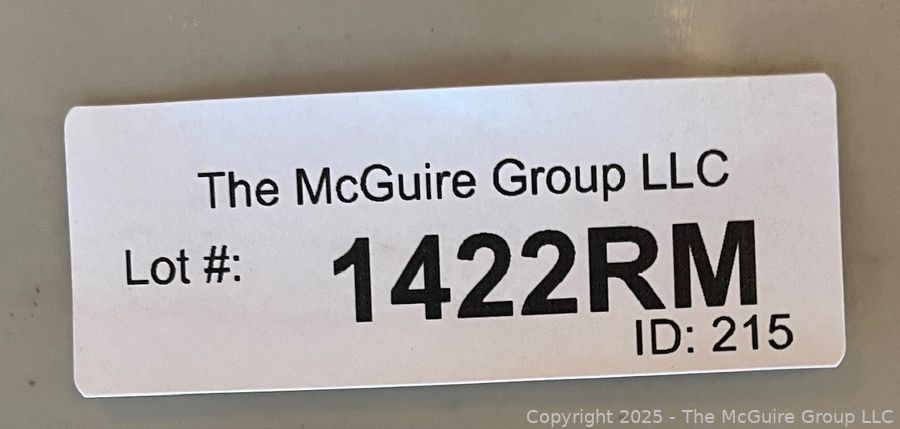 The McGuire Group LLC
Lot #: 1422RM
ID: 215
Copyright 2025 - The McGuire Group LLC